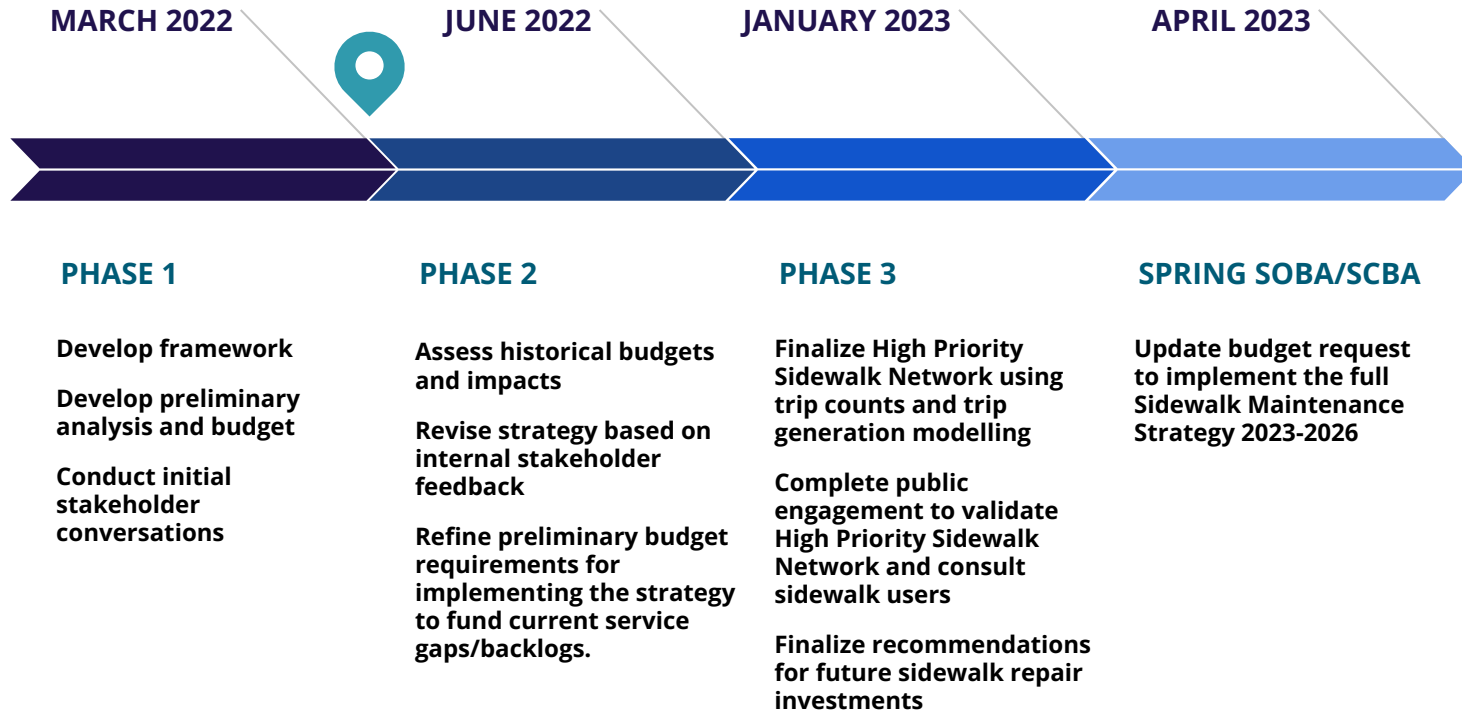 MARCH 2022
JUNE 2022
JANUARY 2023
APRIL 2023
PHASE 1
Develop framework
Develop preliminary
analysis and budget
Conduct initial
stakeholder
conversations
PHASE 2
Assess historical budgets
and impacts
Revise strategy based on
internal stakeholder
feedback
Refine preliminary budget
requirements for
implementing the strategy
to fund current service
gaps/backlogs.
PHASE 3
Finalize High Priority
Sidewalk Network using
trip counts and trip
generation modelling
Complete public
engagement to validate
High Priority Sidewalk
Network and consult
sidewalk users
Finalize recommendations
for future sidewalk repair
investments
SPRING SOBA/SCBA
Update budget request
to implement the full
Sidewalk Maintenance
Strategy 2023-2026